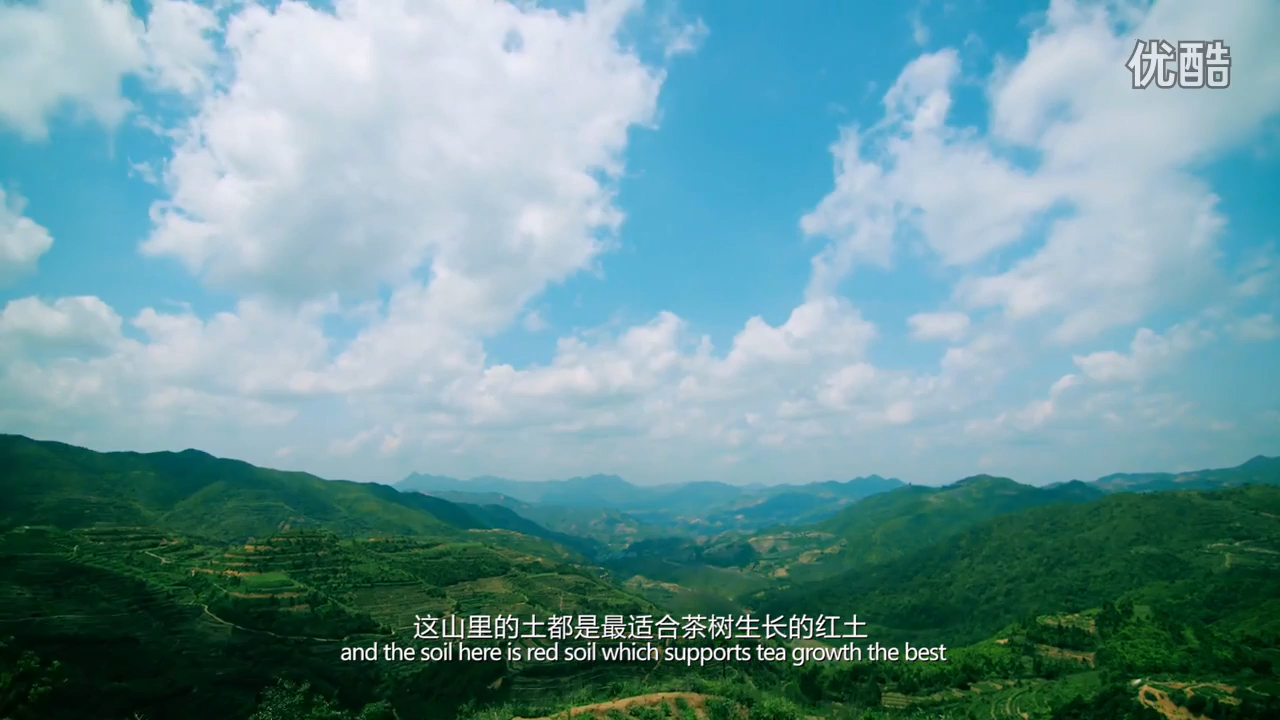 优酷
这山里的土都是最适合茶树生长的红土
and the soil here is red soil which supports tea growth the best